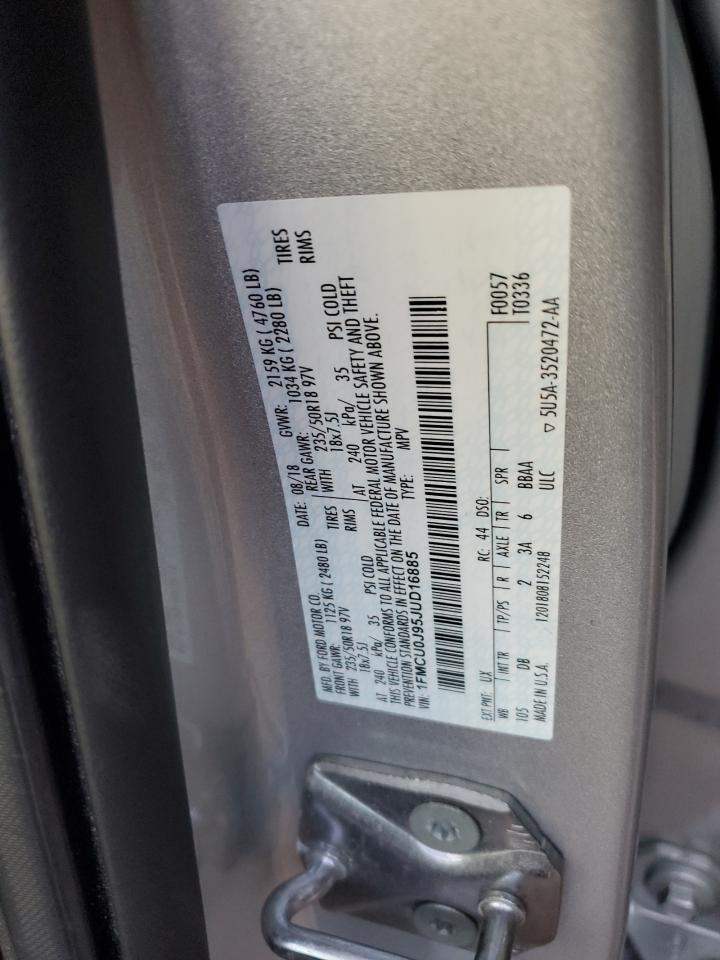 MFD. BY FORD MOTOR CO. DATE: 08/18 GVWR: 2159 KG ( 4760 LB)
FRONT GAWR: 1125 KG ( 2480 LB) REAR GAWR: 1034 KG ( 2280 LB)
WITH 235/50R18 97V TIRES WITH 235/50R18 97V TIRES
18x7.5J RIMS 18x7.5J RIMS
AT 240 kPa/ 35 PSI COLD AT 240 kPa/ 35 PSI COLD
THIS VEHICLE CONFORMS TO ALL APPLICABLE FEDERAL MOTOR VEHICLE SAFETY AND THEFT
PREVENTION STANDARDS IN EFFECT ON THE DATE OF MANUFACTURE SHOWN ABOVE.
VIN: 1FMCU0J95JUD16885 TYPE: MPV
EXT PNT: UX RC: 44 DSO: F0057
WB INT TR TP/PS R AXLE TR SPR T0336
105 DB 2 3A 6 BBAA
MADE IN U.S.A. 1201808152248 ULC ▽ 5U5A-3520472-AA